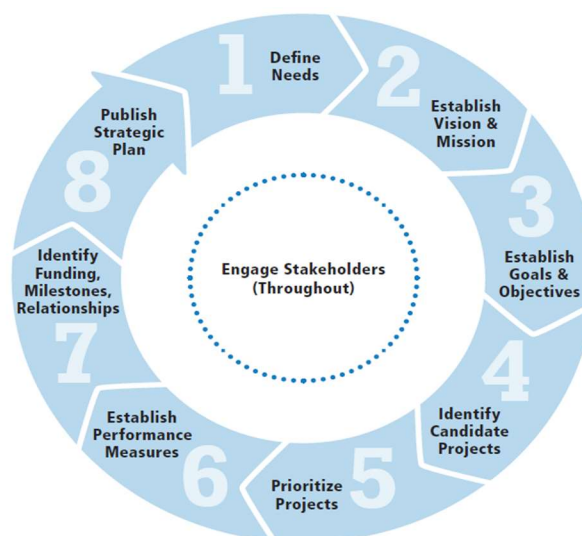 1
Define
Needs
2
Establish
Vision &
Mission
3
Establish
Goals &
Objectives
4
Identify
Candidate
Projects
5
Prioritize
Projects
6
Establish
Performance
Measures
7
Identify
Funding,
Milestones,
Relationships
8
Publish
Strategic
Plan
Engage Stakeholders
(Throughout)